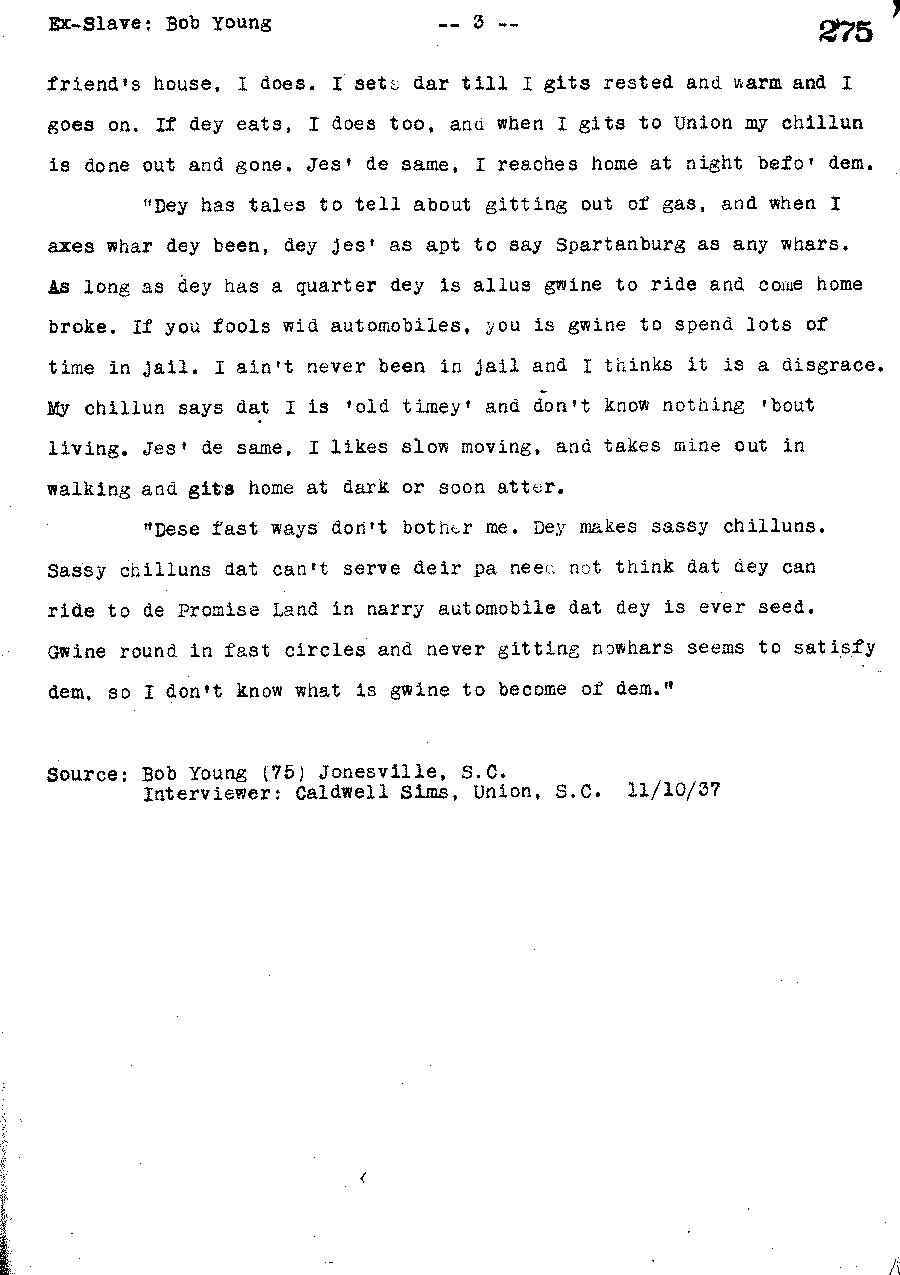 Ex-Slave: Bob Young -- 3 -- 275
friend's house, I does. I sets dar till I gits rested and warm and I
goes on. If dey eats, I does too, and when I gits to Union my chillun
is done out and gone. Jes' de same, I reaches home at night befo' dem.
"Dey has tales to tell about gitting out of gas, and when I
axes whar dey been, dey jes' as apt to say Spartanburg as any whars.
As long as dey has a quarter dey is allus gwine to ride and come home
broke. If you fools wid automobiles, you is gwine to spend lots of
time in jail. I ain't never been in jail and I thinks it is a disgrace.
My chillun says dat I is 'old timey' and don't know nothing 'bout
living. Jes' de same, I likes slow moving, and takes mine out in
walking and gits home at dark or soon atter.
"Dese fast ways don't bother me. Dey makes sassy chilluns.
Sassy chilluns dat can't serve deir pa need not think dat dey can
ride to de Promise Land in narry automobile dat dey is ever seed.
Gwine round in fast circles and never gitting nowhars seems to satisfy
dem, so I don't know what is gwine to become of dem."
Source: Bob Young (75) Jonesville, S.C.
Interviewer: Caldwell Sims, Union, S.C. 11/10/37